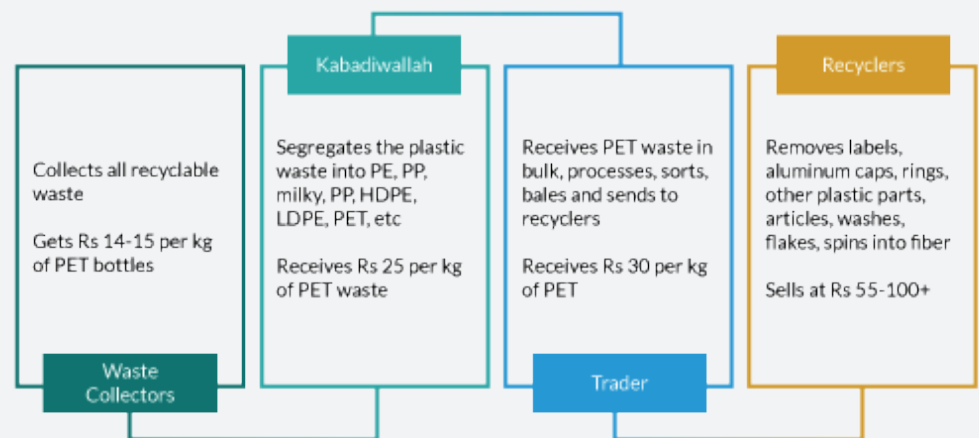 Kabadiwallah
Recyclers
Collects all recyclable
waste
Gets Rs 14-15 per kg
of PET bottles
Waste
Collectors
Segregates the plastic
waste into PE, PP,
milky, PP, HDPE,
LDPE, PET, etc
Receives Rs 25 per kg
of PET waste
Receives PET waste in
bulk, processes, sorts,
bales and sends to
recyclers
Receives Rs 30 per kg
of PET
Trader
Removes labels,
aluminum caps, rings,
other plastic parts,
articles, washes,
flakes, spins into fiber
Sells at Rs 55-100+